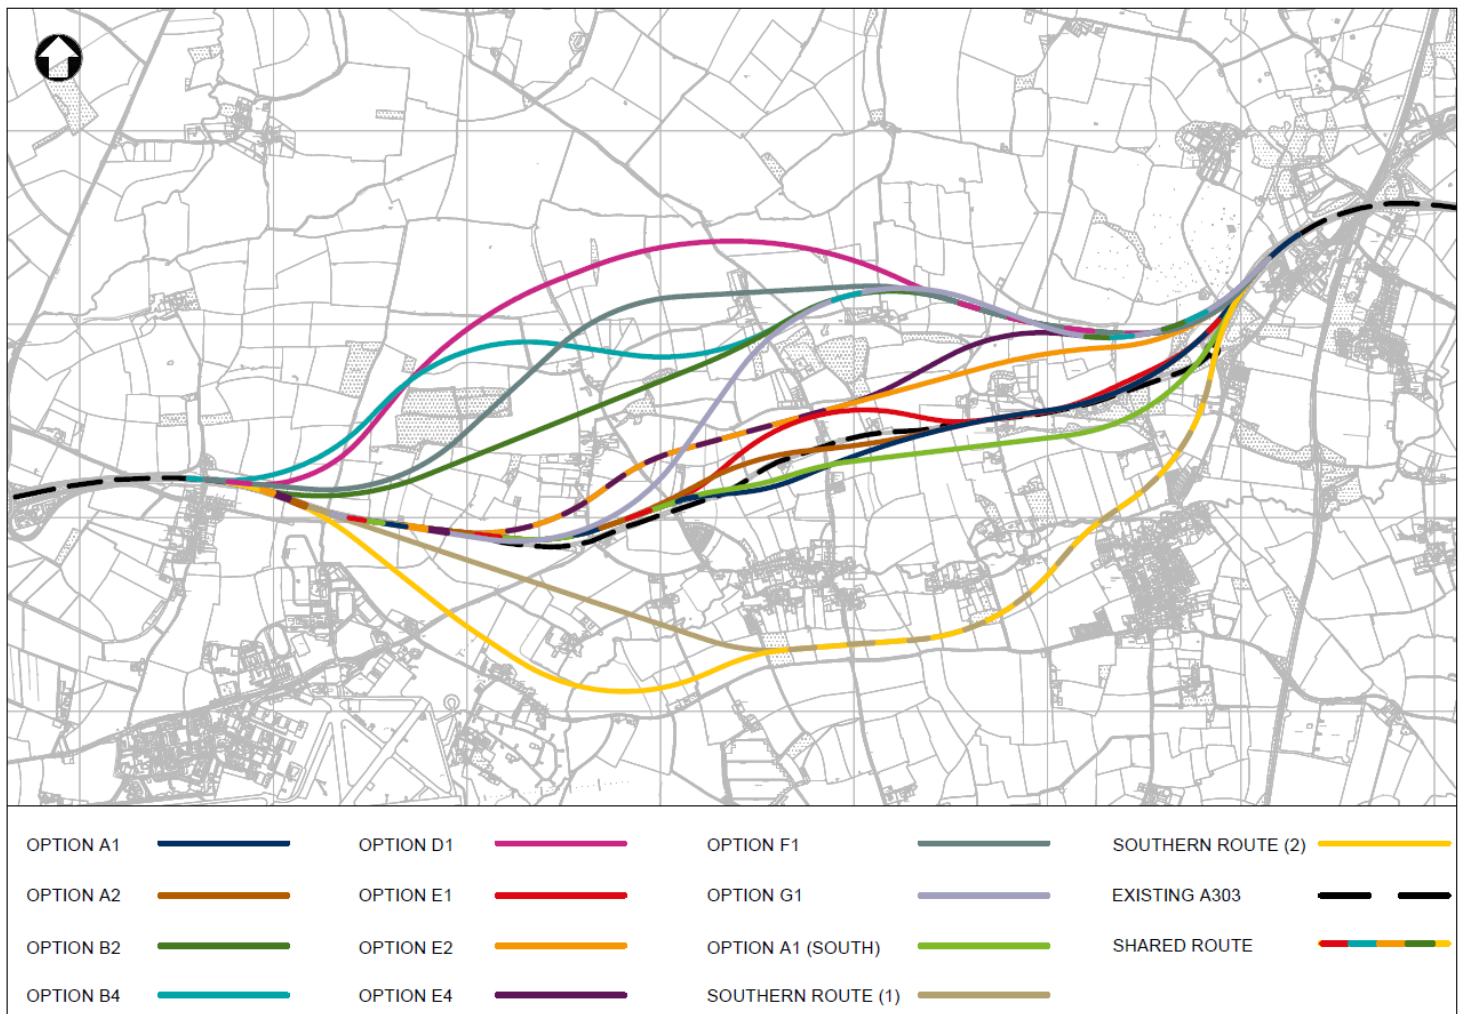 OPTION A1 OPTION D1 OPTION F1 SOUTHERN ROUTE (2)
OPTION A2 OPTION E1 OPTION G1 EXISTING A303
OPTION B2 OPTION E2 OPTION A1 (SOUTH) SHARED ROUTE
OPTION B4 OPTION E4 SOUTHERN ROUTE (1)